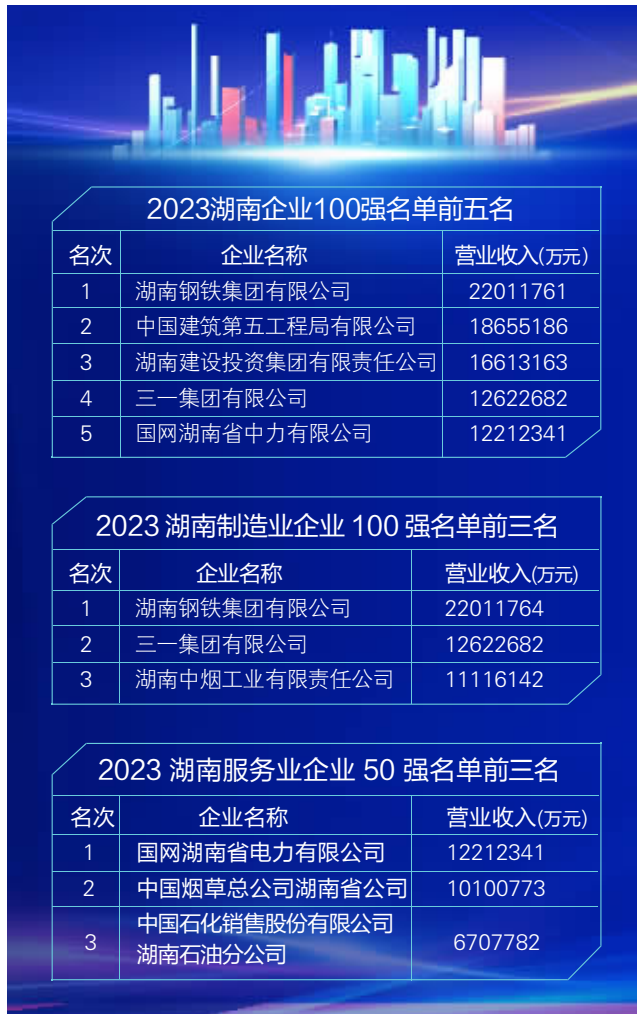 2023湖南企业100强名单前五名
名次 企业名称 营业收入(万元)
1 湖南钢铁集团有限公司 22011761
2 中国建筑第五工程局有限公司 18655186
3 湖南建设投资集团有限责任公司 16613163
4 三一集团有限公司 12622682
5 国网湖南省中力有限公司 12212341
2023 湖南制造业企业 100 强名单前三名
名次 企业名称 营业收入(万元)
1 湖南钢铁集团有限公司 22011764
2 三一集团有限公司 12622682
3 湖南中烟工业有限责任公司 11116142
2023 湖南服务业企业 50 强名单前三名
名次 企业名称 营业收入(万元)
1 国网湖南省电力有限公司 12212341
2 中国烟草总公司湖南省公司 10100773
3 中国石化销售股份有限公司 6707782
湖南石油分公司